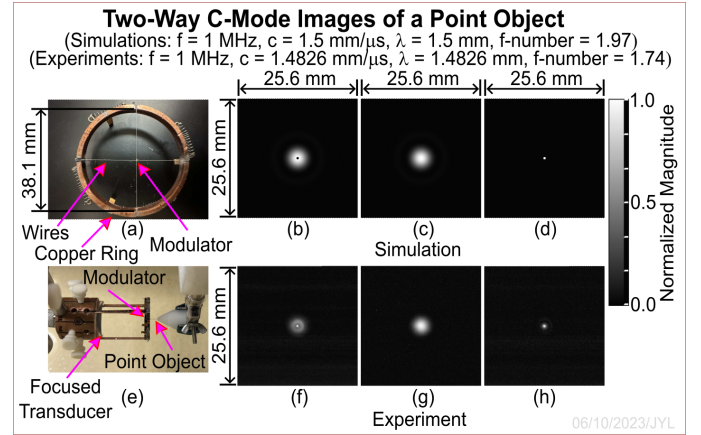 Two-Way C-Mode Images of a Point Object
(Simulations: f = 1 MHz, c = 1.5 mm/μs, λ = 1.5 mm, f-number = 1.97)
(Experiments: f = 1 MHz, c = 1.4826 mm/μs, λ = 1.4826 mm, f-number = 1.74)
25.6 mm 25.6 mm 25.6 mm
38.1 mm
25.6 mm
1.0
0.5
0.0
Normalized Magnitude
(a) (b) (c) (d)
Wires
Copper Ring
Modulator
Simulation
Modulator
Point Object
Focused
Transducer
25.6 mm
(e) (f) (g) (h)
Experiment
06/10/2023/JYL